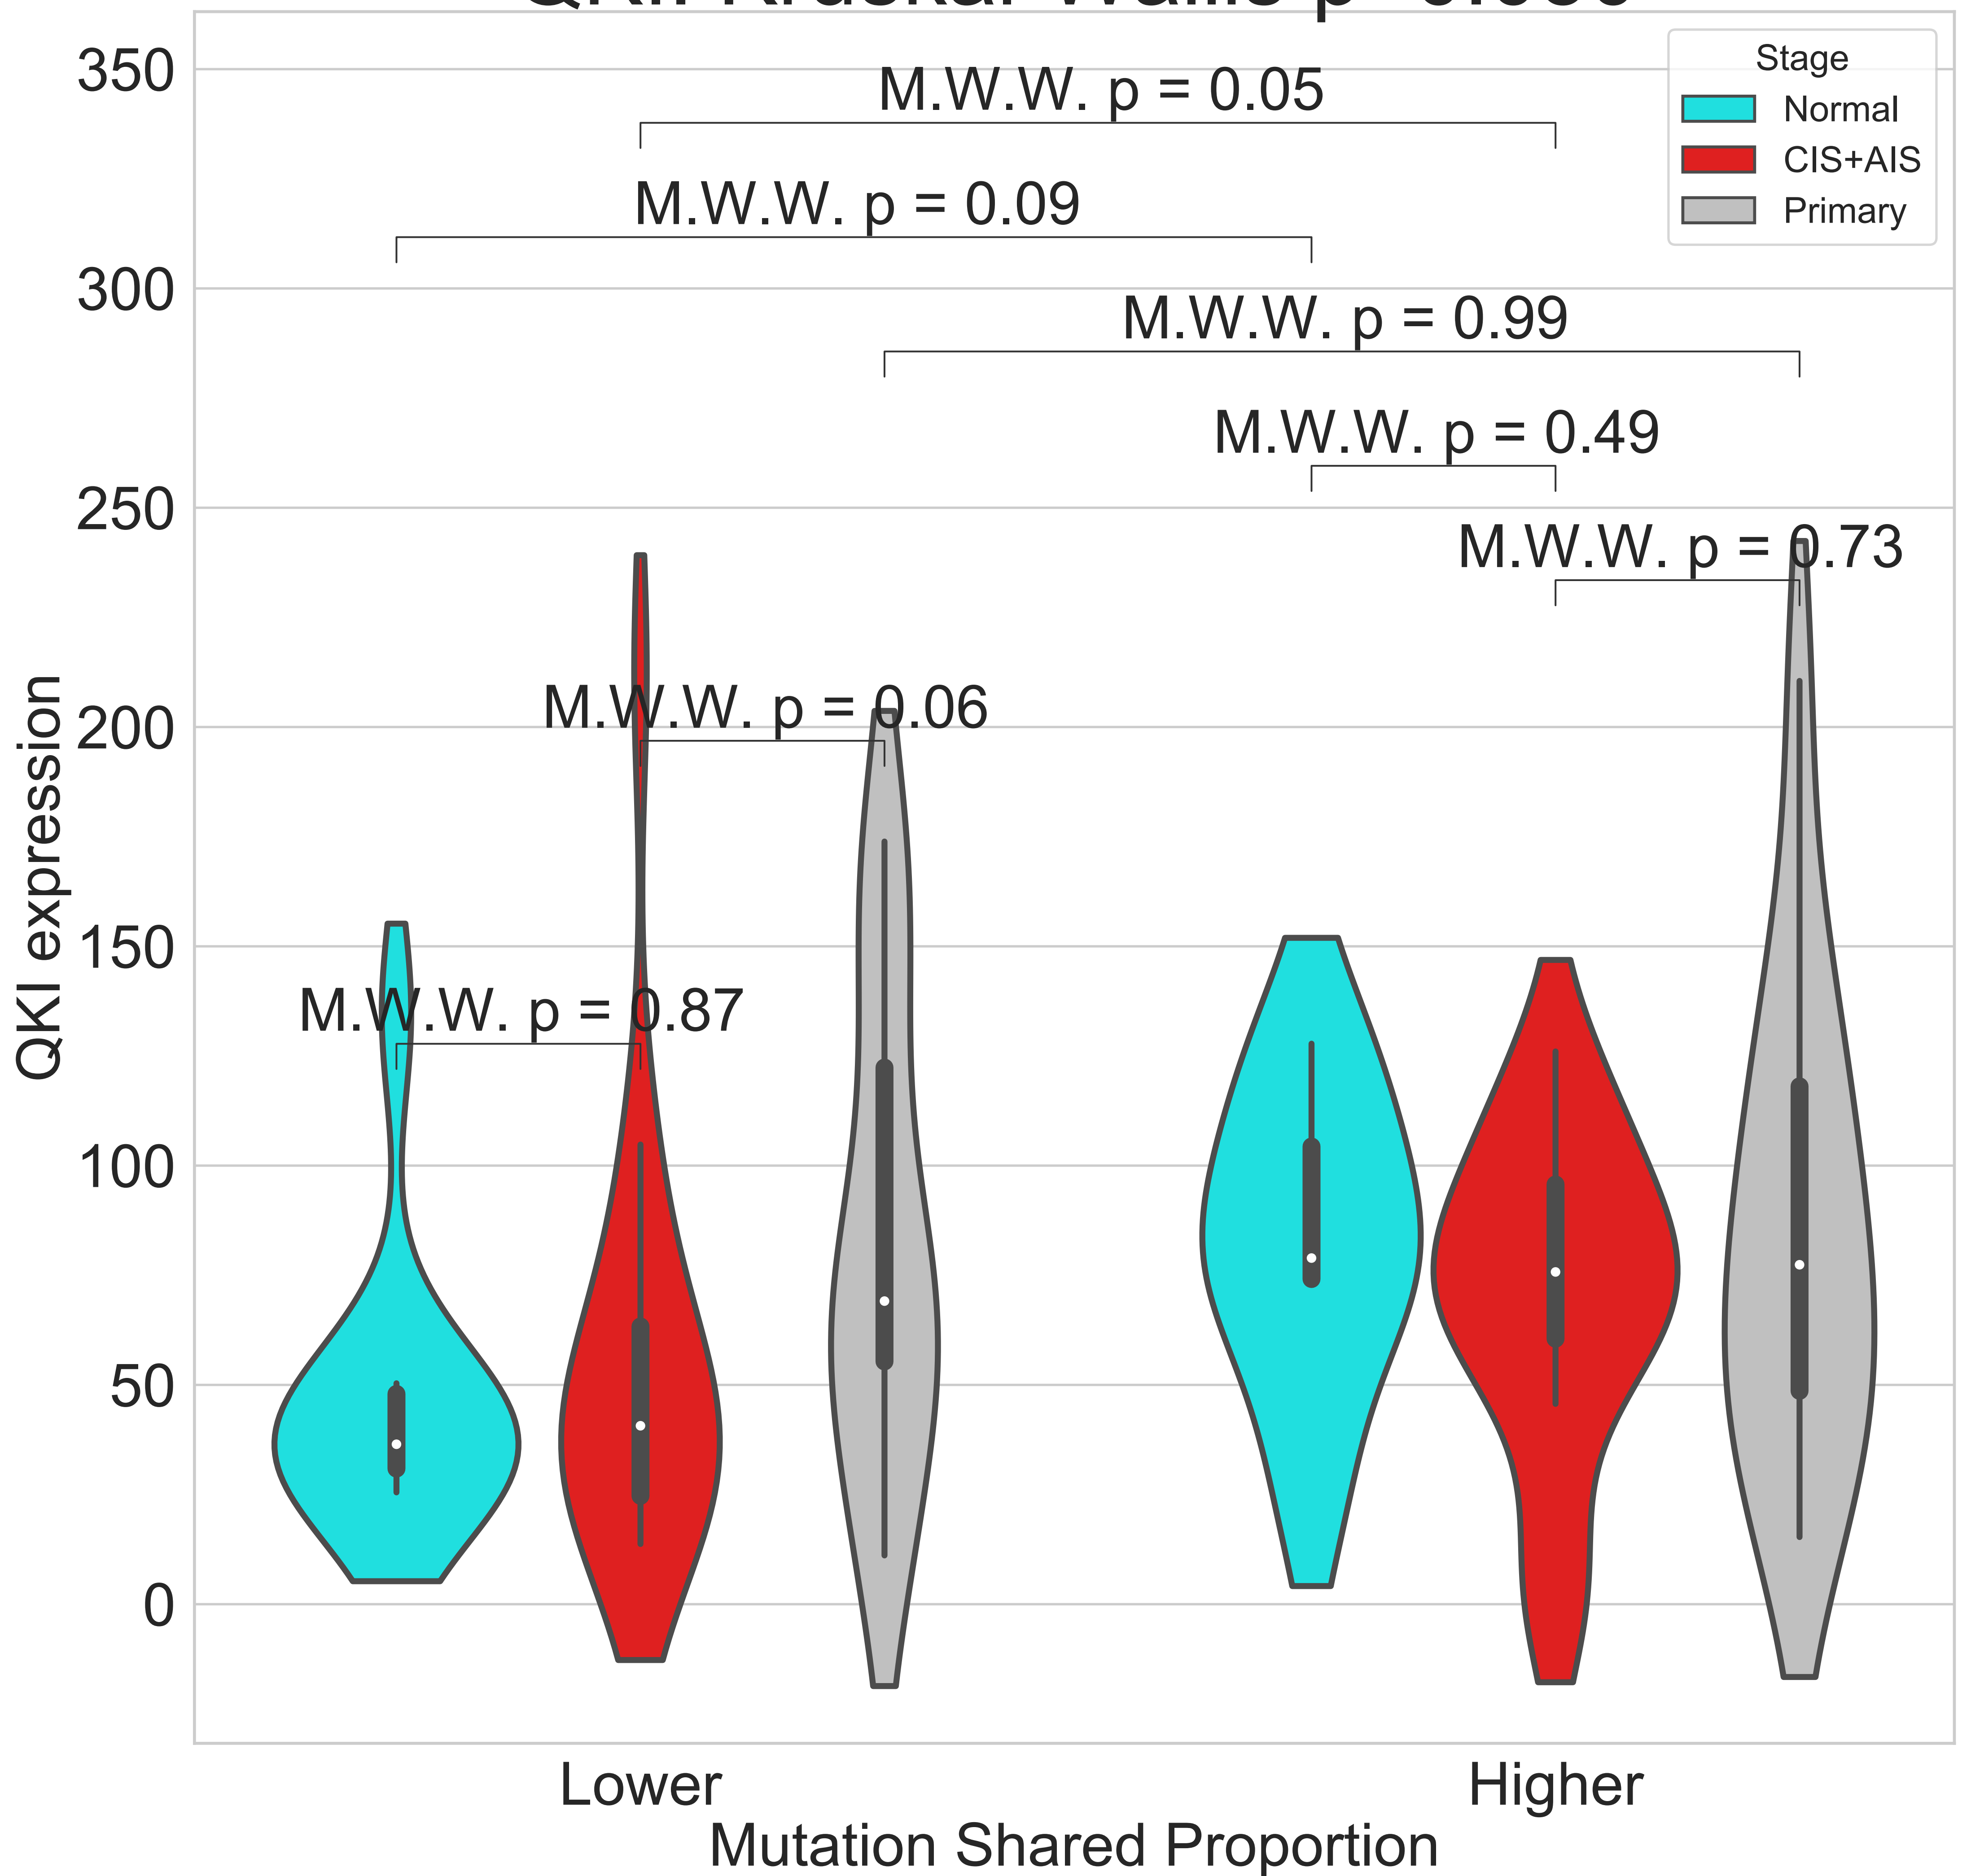 350
M.W.W. p = 0.05
Stage
Normal
CIS+AIS
Primary
M.W.W. p = 0.09
300
M.W.W. p = 0.99
M.W.W. p = 0.49
250
M.W.W. p = 0.73
M.W.W. p = 0.06
200
QKI expression
150
M.W.W. p = 0.87
100
50
0
Lower
Higher
Mutation Shared Proportion